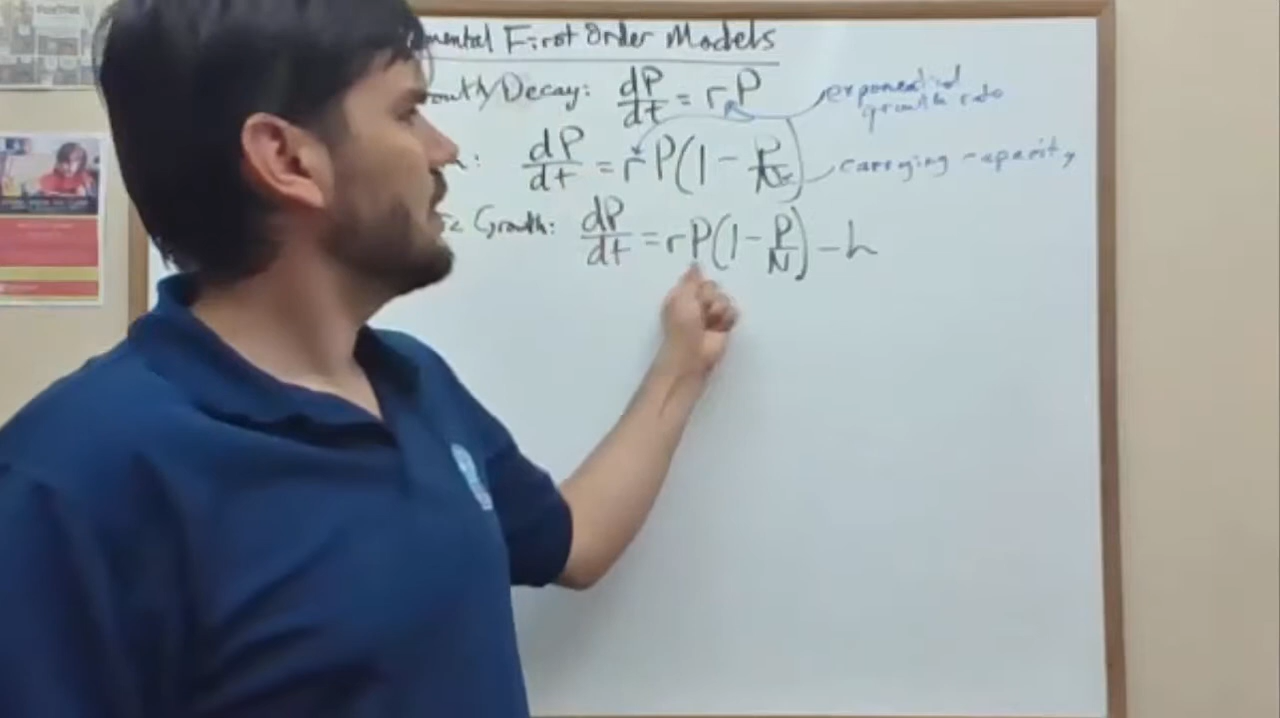 mental First Order Models
owth/Decay: dP/dt = rP
exponential
growth rate
n: dP/dt = rP(1 - P/N)
carrying capacity
ic Growth: dP/dt = rP(1 - P/N) - h